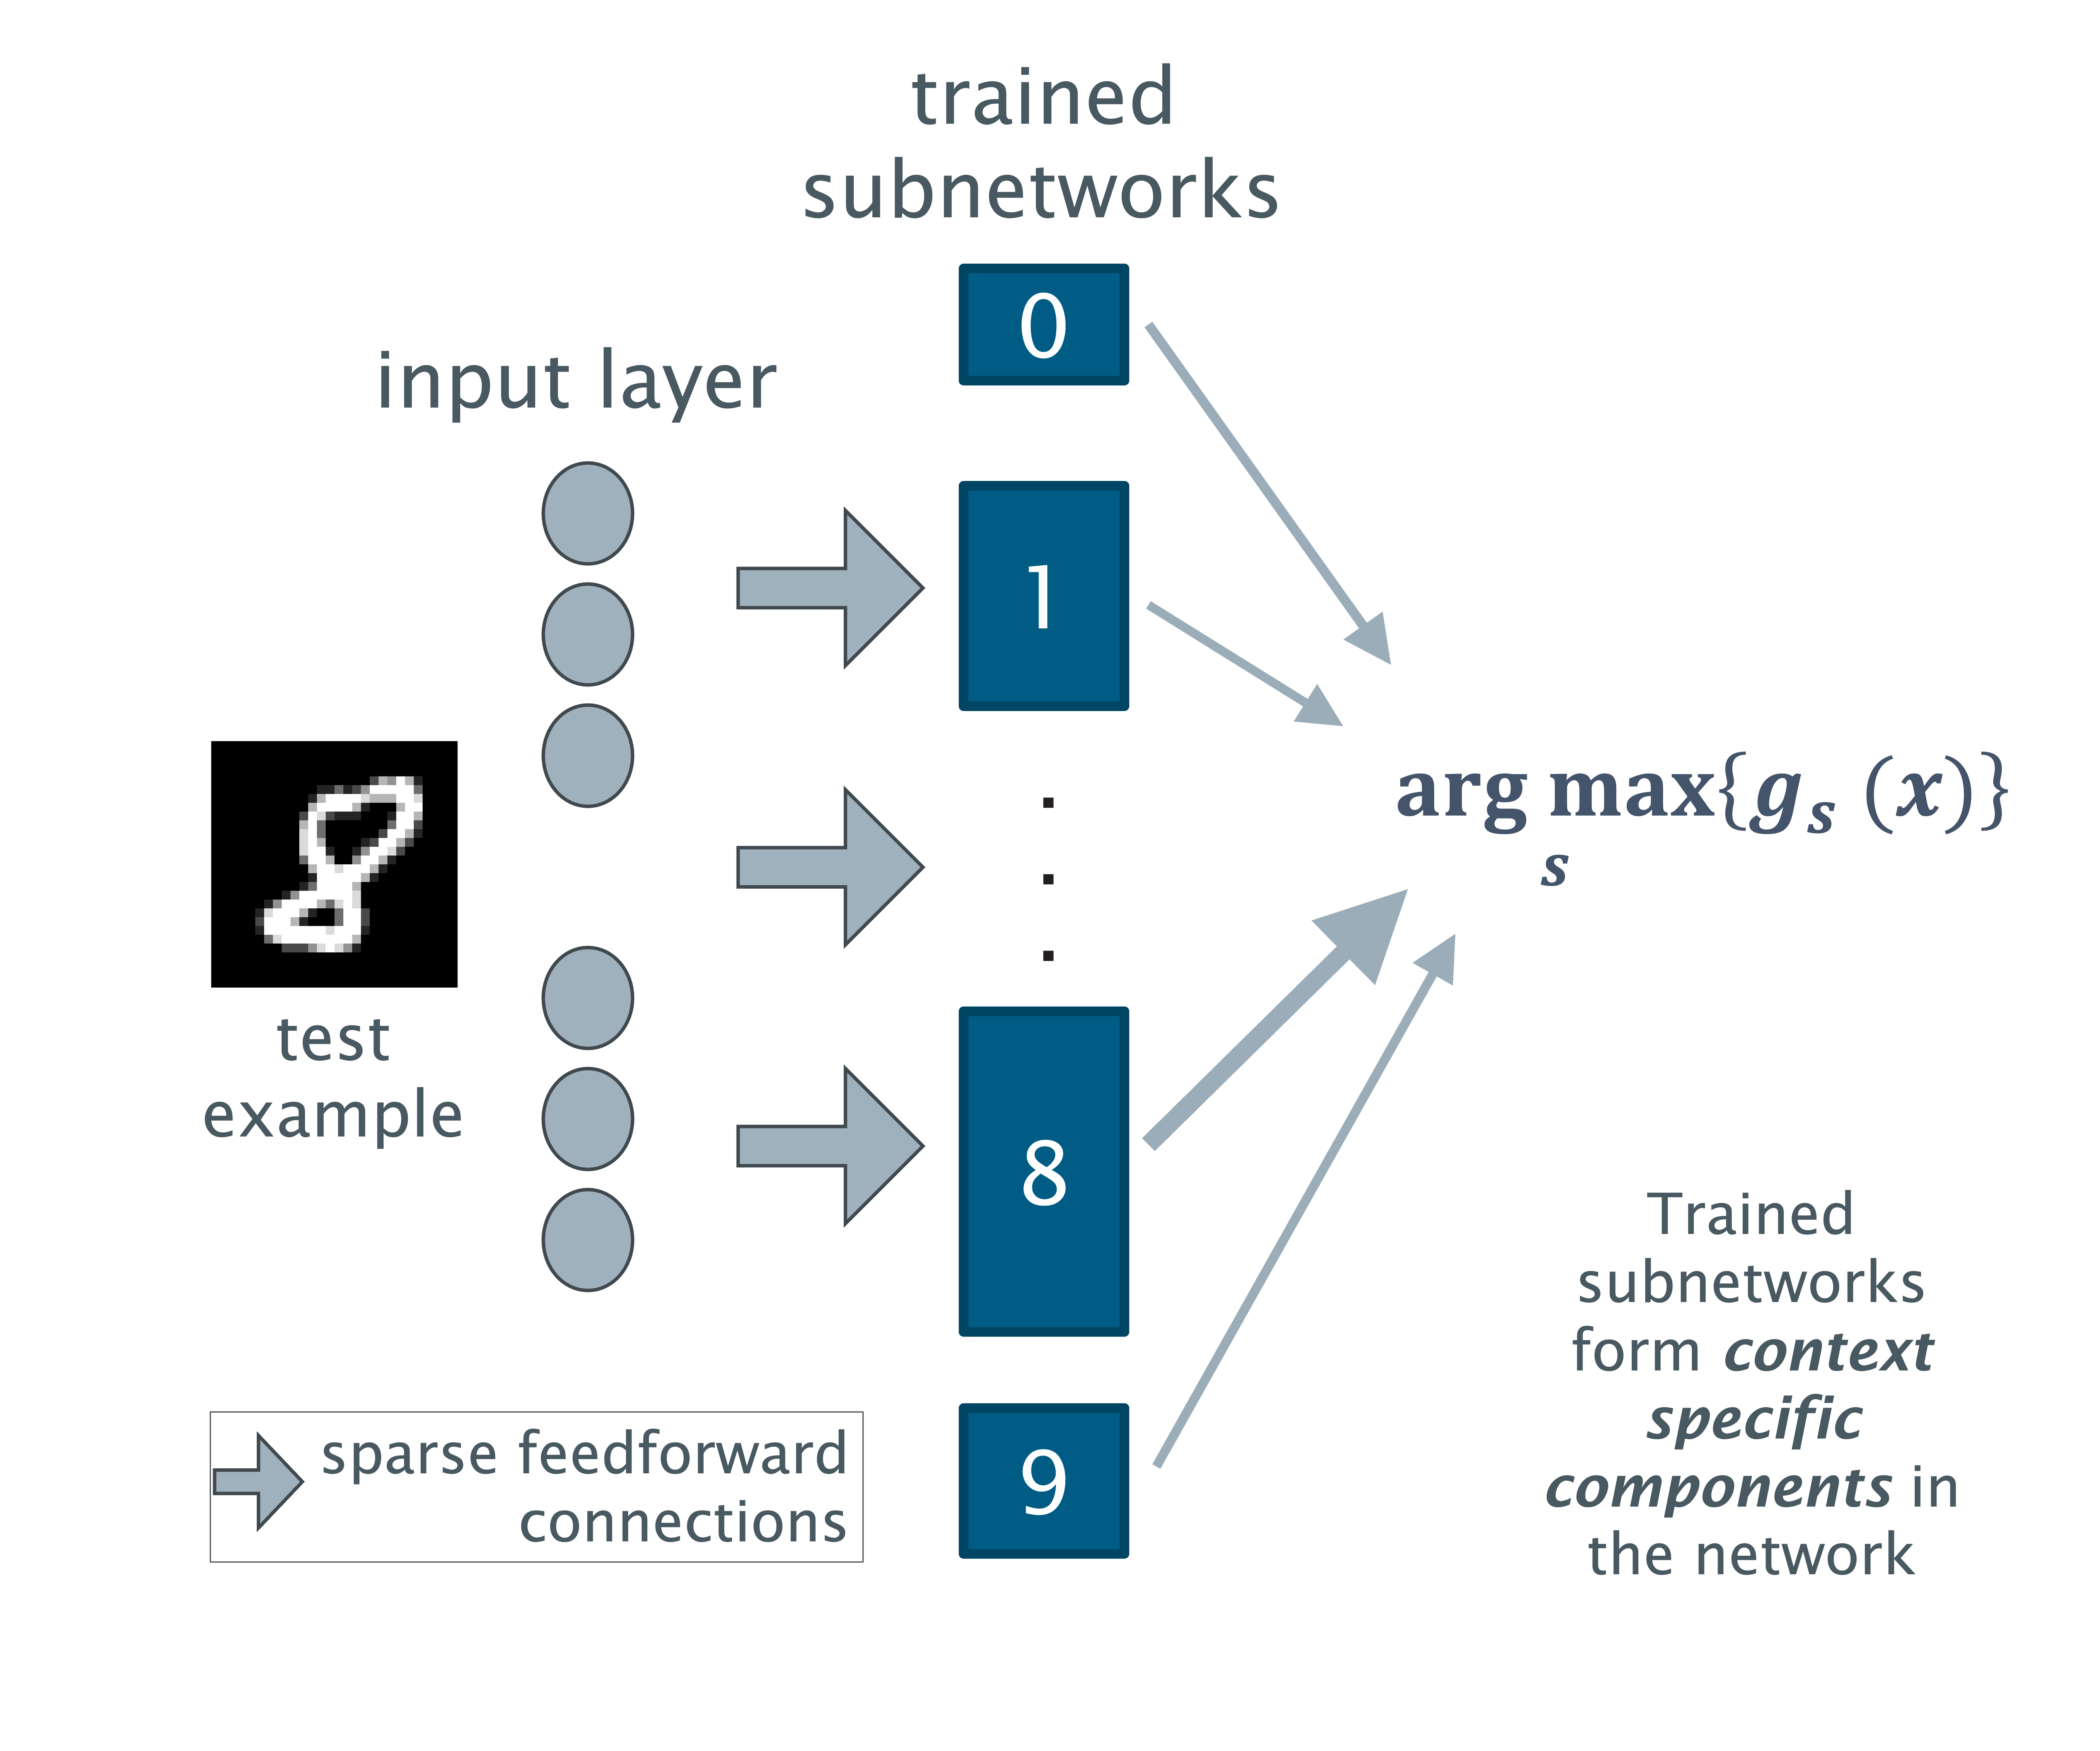 trained
subnetworks
0
input layer
1
arg max{g_s (x)}
s
8
test
example
Trained
subnetworks
form context
specific
components in
the network
9
sparse feedforward
connections